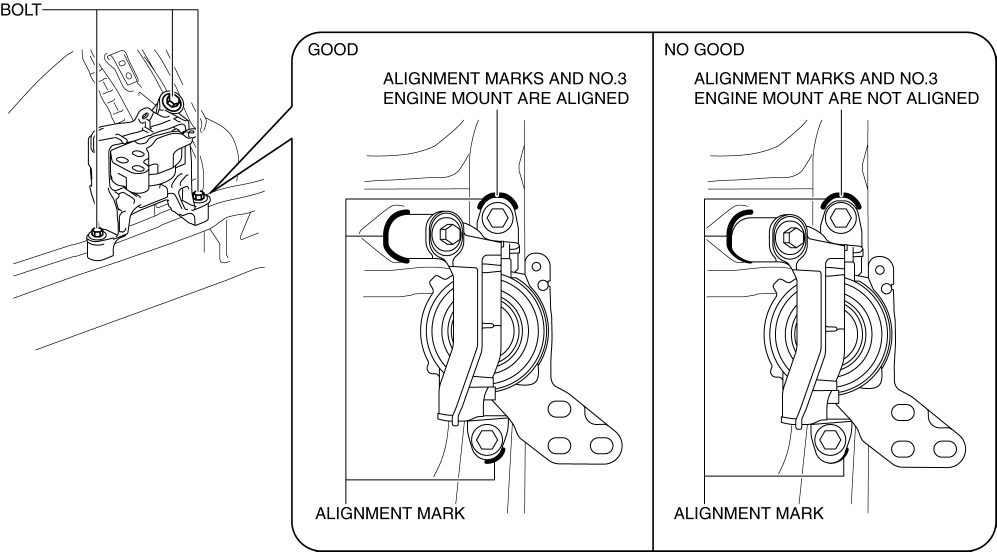 BOLT
GOOD
ALIGNMENT MARKS AND NO.3
ENGINE MOUNT ARE ALIGNED
ALIGNMENT MARK
NO GOOD
ALIGNMENT MARKS AND NO.3
ENGINE MOUNT ARE NOT ALIGNED
ALIGNMENT MARK